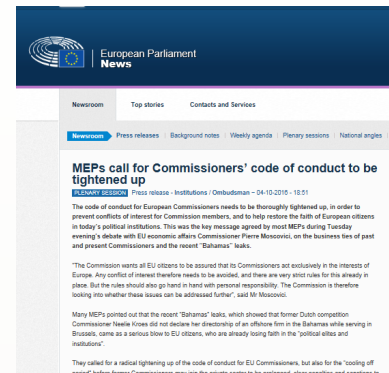 European Parliament
News
Newsroom Top stories Contacts and Services
Newsroom Press releases Background notes Weekly agenda Plenary sessions National angles
MEPs call for Commissioners' code of conduct to be
tightened up
PLENARY SESSION Press release - Institutions / Ombudsman − 04-10-2016 - 18:51
The code of conduct for European Commissioners needs to be thoroughly tightened up, in order to
prevent conflicts of interest for Commission members, and to help restore the faith of European citizens
in today's political institutions. This was the key message agreed by most MEPs during Tuesday
evening's debate with EU economic affairs Commissioner Pierre Moscovici, on the business ties of past
and present Commissioners and the recent "Bahamas" leaks.
"The Commission wants all EU citizens to be assured that its Commissioners act exclusively in the interests of
Europe. Any conflict of interest therefore needs to be avoided, and there are very strict rules for this already in
place. But the rules should also go hand in hand with personal responsibility. The Commission is therefore
looking into whether these issues can be addressed further", said Mr Moscovici.
Many MEPs pointed out that the recent "Bahamas" leaks, which showed that former Dutch competition
Commissioner Neelie Kroes did not declare her directorship of an offshore firm in the Bahamas while serving in
Brussels, came as a serious blow to EU citizens, who are already losing faith in the "political elites and
institutions".
They called for a radical tightening up of the code of conduct for EU Commissioners, but also for the "cooling off